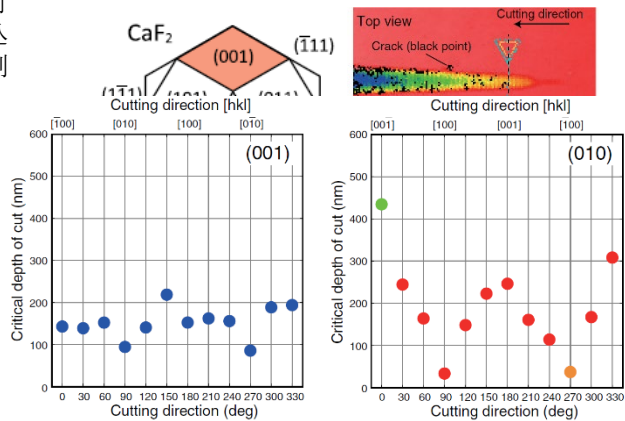 削
CaF2
(001)
(1̅11)
Top view
Cutting direction
Crack (black point)
Cutting direction [hkl]
[1̅00] [010] [100] [01̅0]
(001)
Critical depth of cut (nm)
600
500
400
300
200
100
0
0 30 60 90 120 150 180 210 240 270 300 330
Cutting direction (deg)
Cutting direction [hkl]
[001̅] [100] [001] [1̅00]
(010)
Critical depth of cut (nm)
600
500
400
300
200
100
0
0 30 60 90 120 150 180 210 240 270 300 330
Cutting direction (deg)